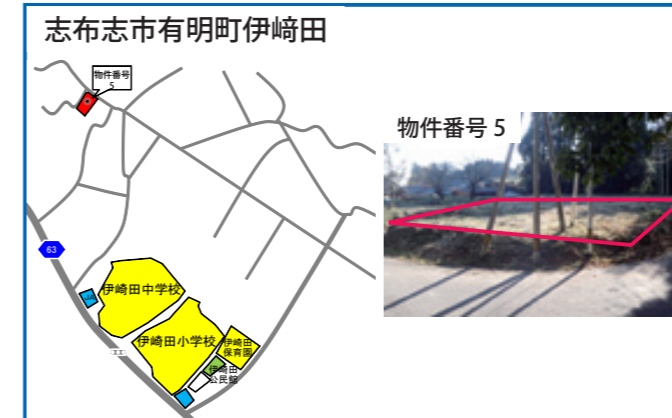 志布志市有明町伊﨑田
物件番号
5
物件番号 5
63
伊崎田中学校
伊崎田小学校
伊崎田
保育園
伊崎田
公民館